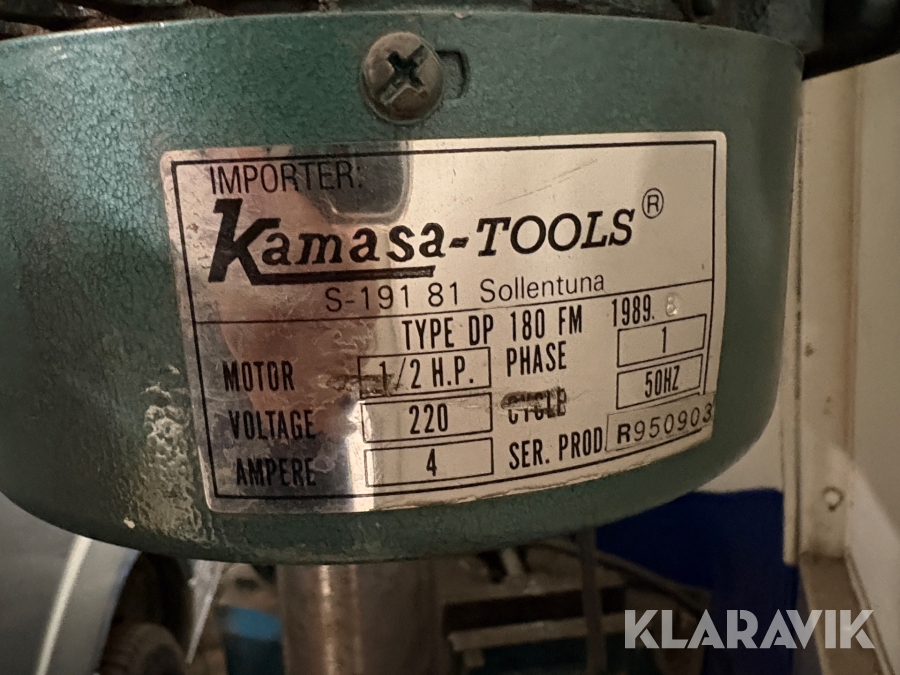 IMPORTER:
Kamasa-TOOLS®
S-191 81 Sollentuna
TYPE DP 180 FM 1989. 8
MOTOR 1/2 H.P. PHASE 1
VOLTAGE 220 CYCLE 50HZ
AMPERE 4 SER. PROD R950903
KLARAVIK